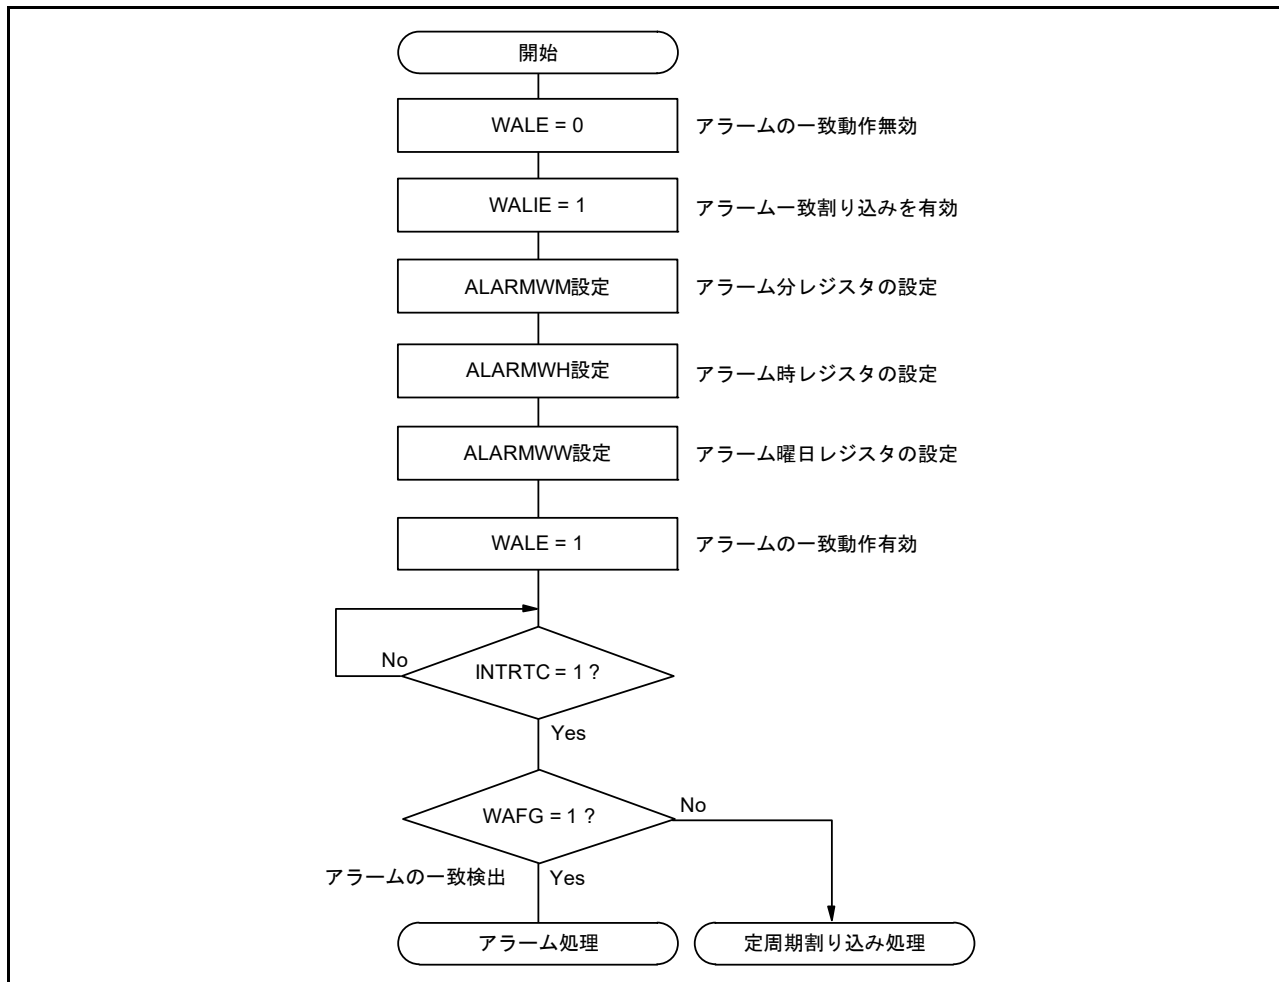 開始
WALE = 0
アラームの一致動作無効
WALIE = 1
アラーム一致割り込みを有効
ALARMWM設定
アラーム分レジスタの設定
ALARMWH設定
アラーム時レジスタの設定
ALARMWW設定
アラーム曜日レジスタの設定
WALE = 1
アラームの一致動作有効
No
INTRTC = 1 ?
Yes
WAFG = 1 ?
No
アラームの一致検出
Yes
アラーム処理
定周期割り込み処理